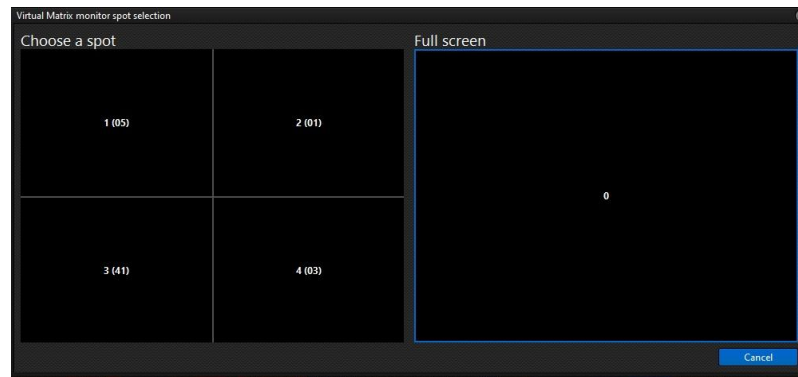 Virtual Matrix monitor spot selection
Choose a spot
Full screen
1 (05)
2 (01)
0
3 (41)
4 (03)
Cancel